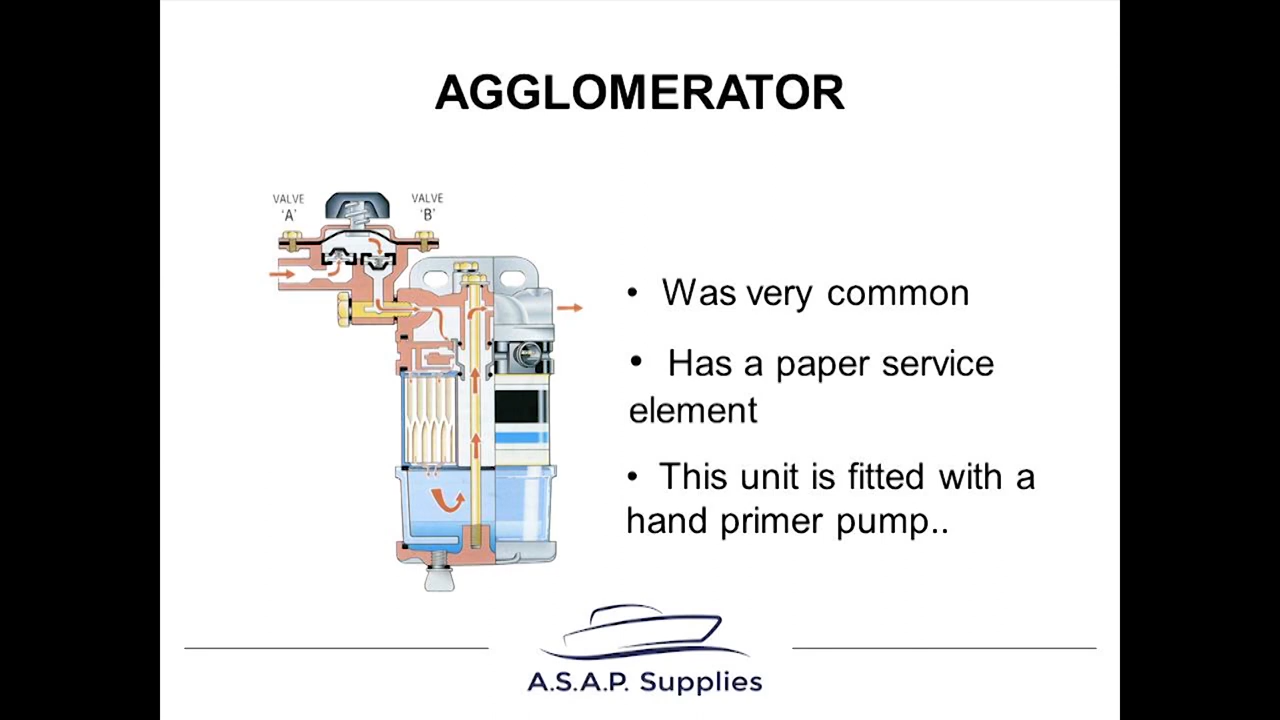 AGGLOMERATOR
VALVE
'A'
VALVE
'B'
• Was very common
• Has a paper service
element
• This unit is fitted with a
hand primer pump..
A.S.A.P. Supplies